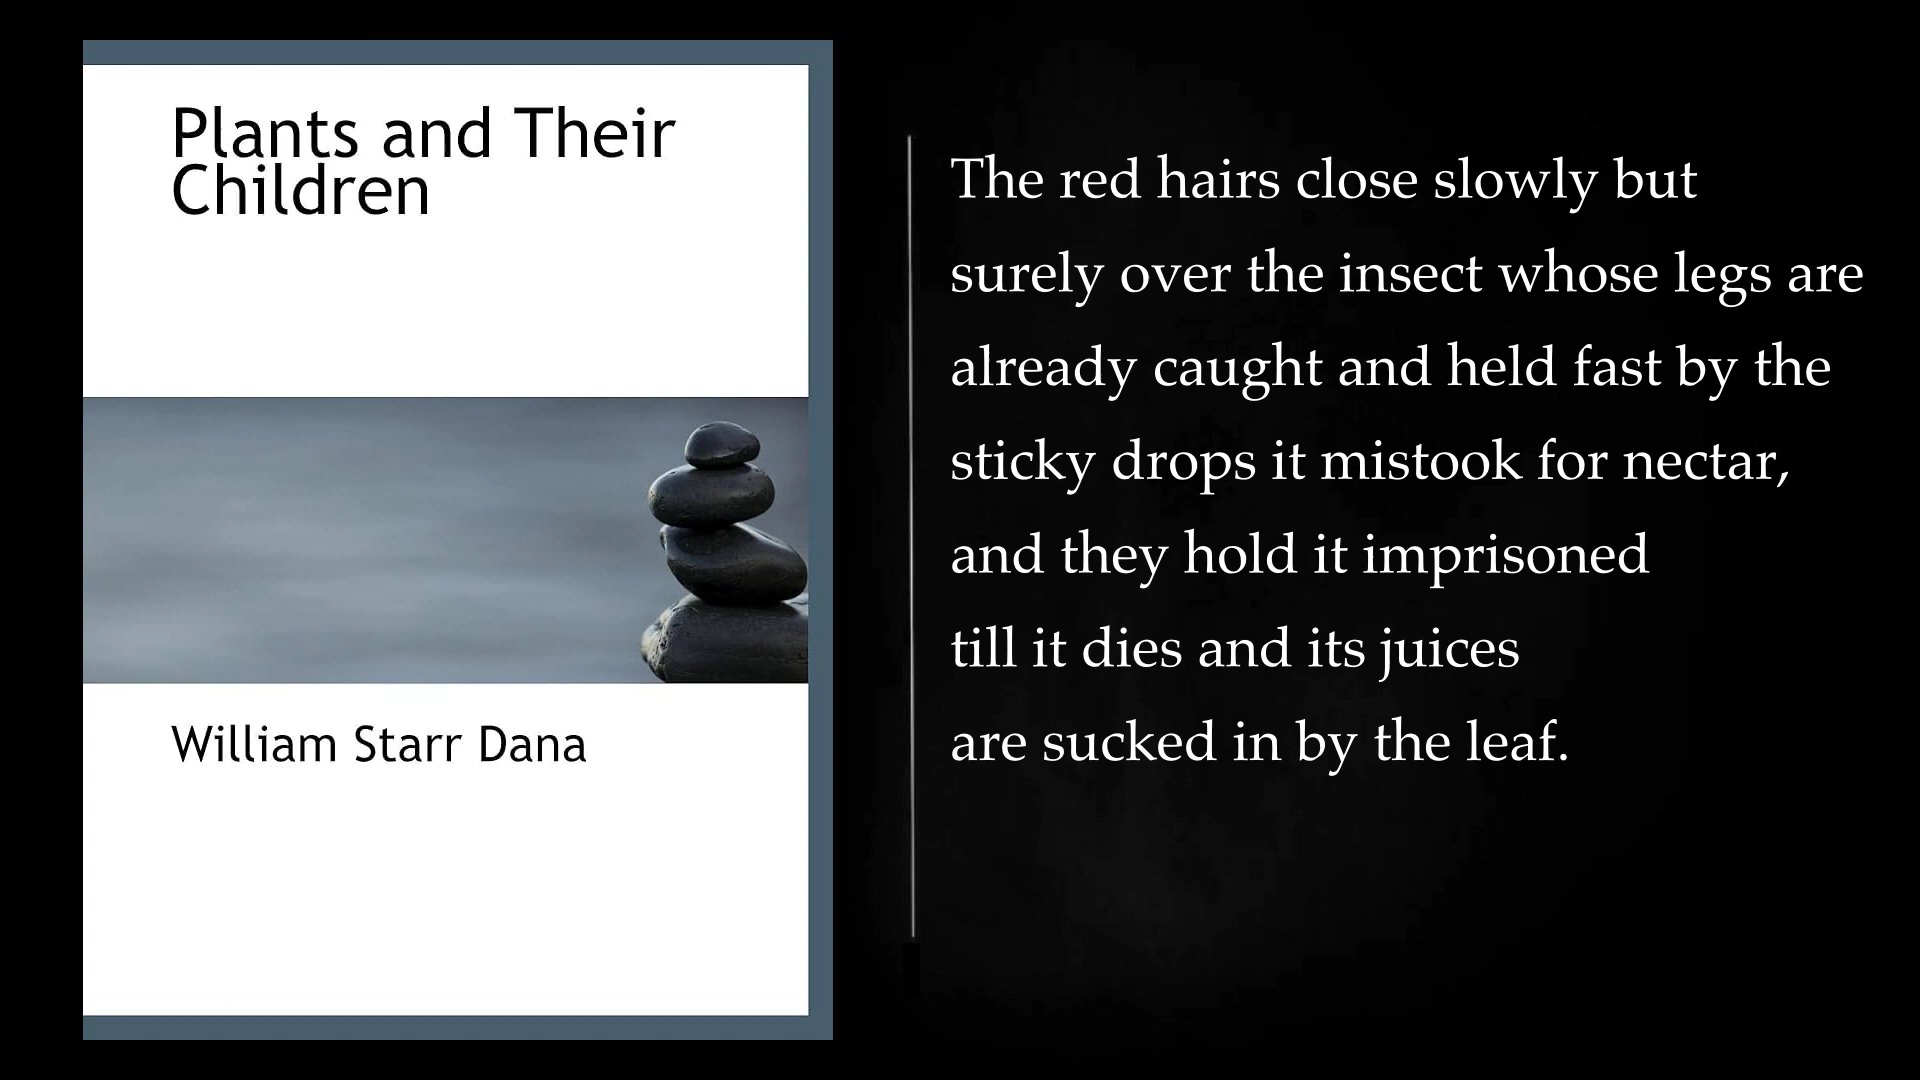 Plants and Their
Children
William Starr Dana
The red hairs close slowly but
surely over the insect whose legs are
already caught and held fast by the
sticky drops it mistook for nectar,
and they hold it imprisoned
till it dies and its juices
are sucked in by the leaf.